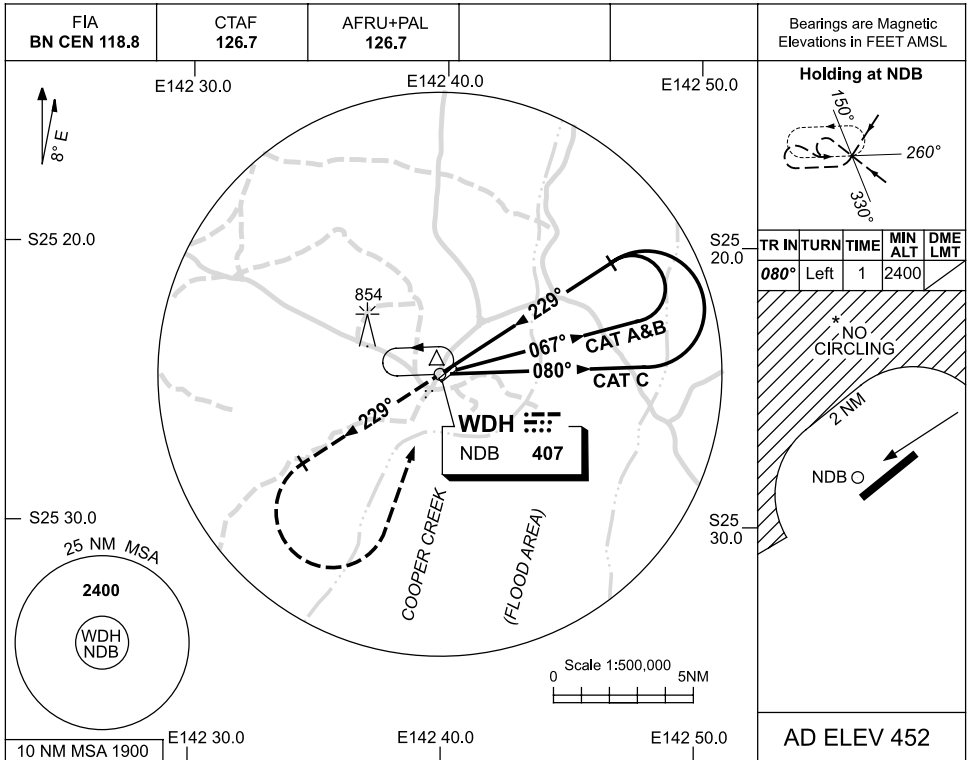 FIA
BN CEN 118.8
CTAF
126.7
AFRU+PAL
126.7
Bearings are Magnetic
Elevations in FEET AMSL
E142 30.0
E142 40.0
E142 50.0
8° E
Holding at NDB
150°
260°
330°
TR IN
TURN
TIME
MIN
ALT
DME
LMT
080°
Left
1
2400
S25 20.0
S25
20.0
854
229°
067°
CAT A&B
080°
CAT C
* NO
CIRCLING
2 NM
NDB
229°
WDH
NDB 407
S25 30.0
S25
30.0
COOPER CREEK
(FLOOD AREA)
25 NM MSA
2400
WDH
NDB
Scale 1:500,000
0
5NM
10 NM MSA 1900
E142 30.0
E142 40.0
E142 50.0
AD ELEV 452